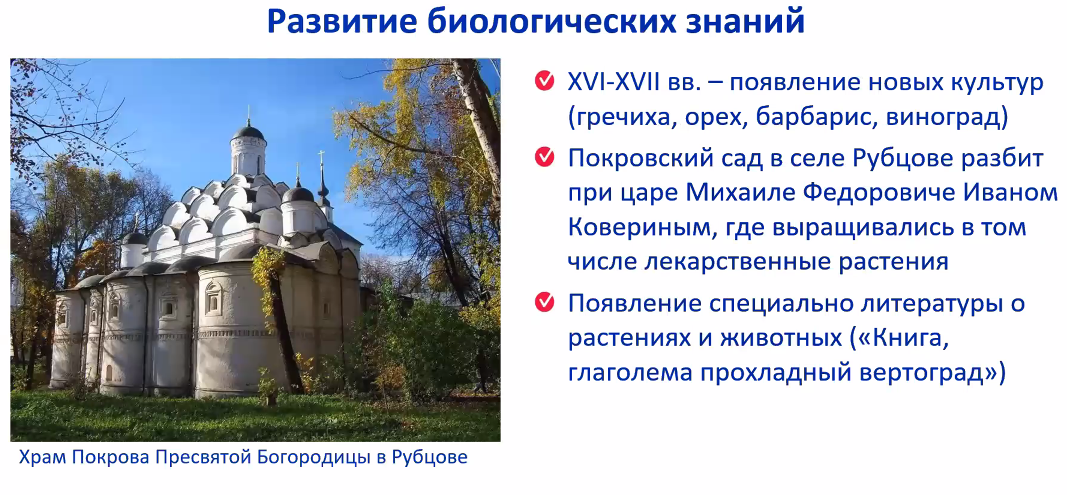 Развитие биологических знаний
XVI-XVII вв. – появление новых культур
(гречиха, орех, барбарис, виноград)
Покровский сад в селе Рубцове разбит
при царе Михаиле Федоровиче Иваном
Ковериным, где выращивались в том
числе лекарственные растения
Появление специально литературы о
растениях и животных («Книга,
глаголема прохладный вертоград»)
Храм Покрова Пресвятой Богородицы в Рубцове